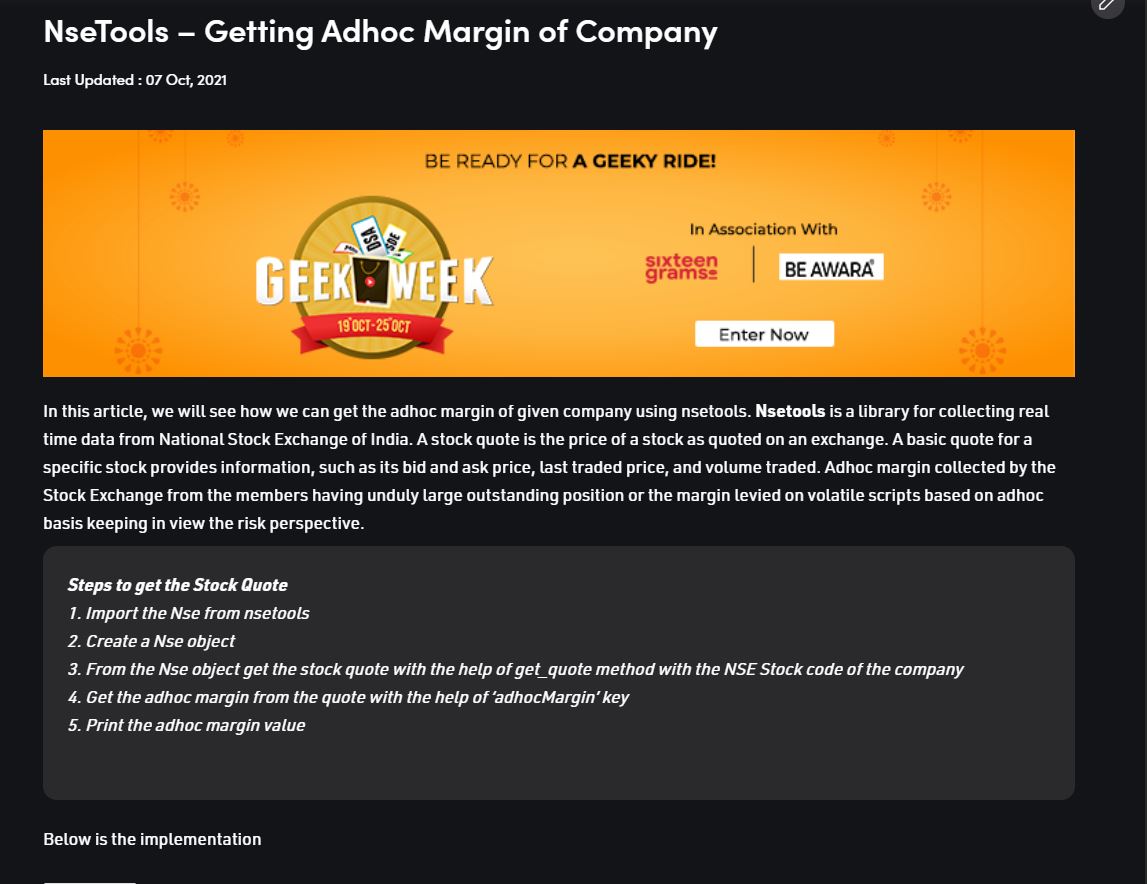 NseTools – Getting Adhoc Margin of Company
Last Updated : 07 Oct, 2021
BE READY FOR A GEEKY RIDE!
DSA
SDE
GEEK WEEK
19 OCT-25 OCT
In Association With
sixteen
grams
BE AWARA
Enter Now
In this article, we will see how we can get the adhoc margin of given company using nsetools. Nsetools is a library for collecting real
time data from National Stock Exchange of India. A stock quote is the price of a stock as quoted on an exchange. A basic quote for a
specific stock provides information, such as its bid and ask price, last traded price, and volume traded. Adhoc margin collected by the
Stock Exchange from the members having unduly large outstanding position or the margin levied on volatile scripts based on adhoc
basis keeping in view the risk perspective.
Steps to get the Stock Quote
1. Import the Nse from nsetools
2. Create a Nse object
3. From the Nse object get the stock quote with the help of get_quote method with the NSE Stock code of the company
4. Get the adhoc margin from the quote with the help of ‘adhocMargin’ key
5. Print the adhoc margin value
Below is the implementation